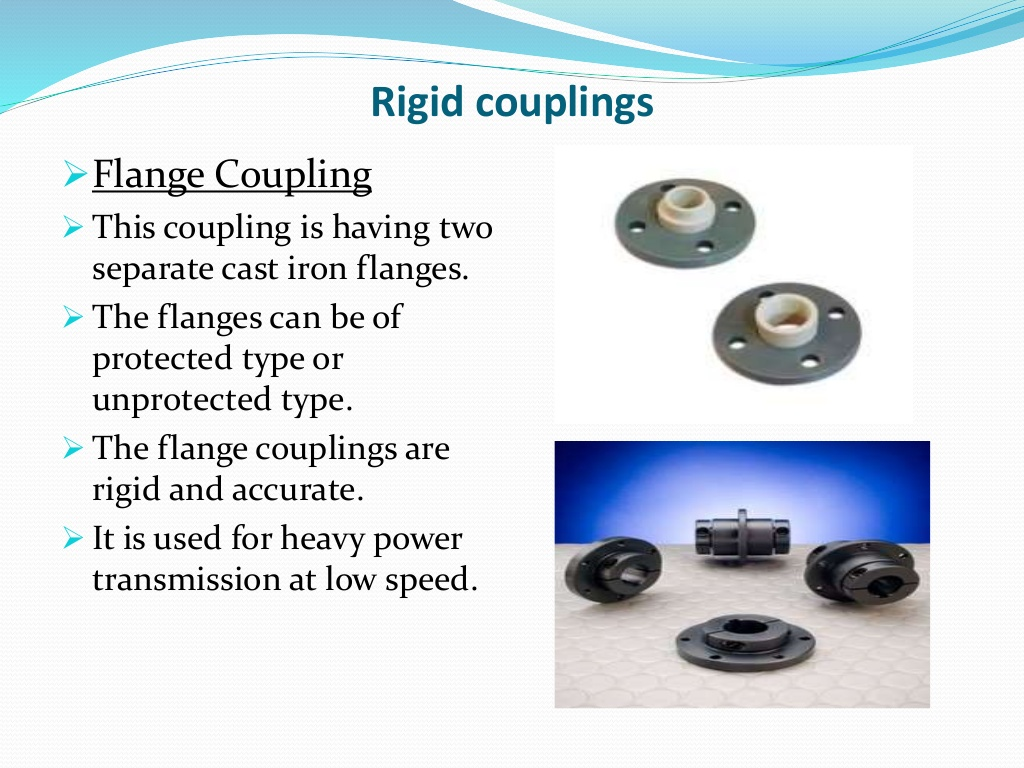 Rigid couplings
Flange Coupling
This coupling is having two
separate cast iron flanges.
The flanges can be of
protected type or
unprotected type.
The flange couplings are
rigid and accurate.
It is used for heavy power
transmission at low speed.